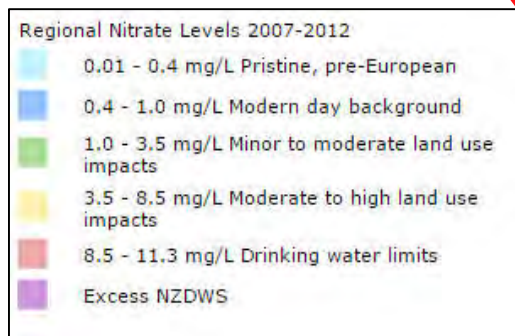 Regional Nitrate Levels 2007-2012
0.01 - 0.4 mg/L Pristine, pre-European
0.4 - 1.0 mg/L Modern day background
1.0 - 3.5 mg/L Minor to moderate land use
impacts
3.5 - 8.5 mg/L Moderate to high land use
impacts
8.5 - 11.3 mg/L Drinking water limits
Excess NZDWS